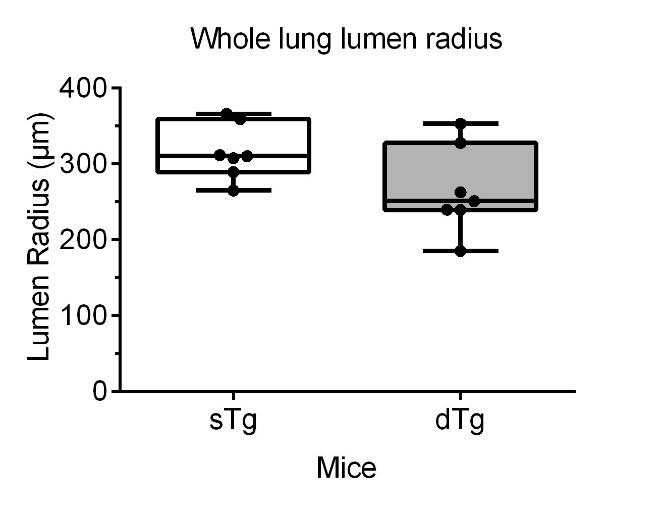 Whole lung lumen radius
Lumen Radius (µm)
400
300
200
100
0
sTg
dTg
Mice